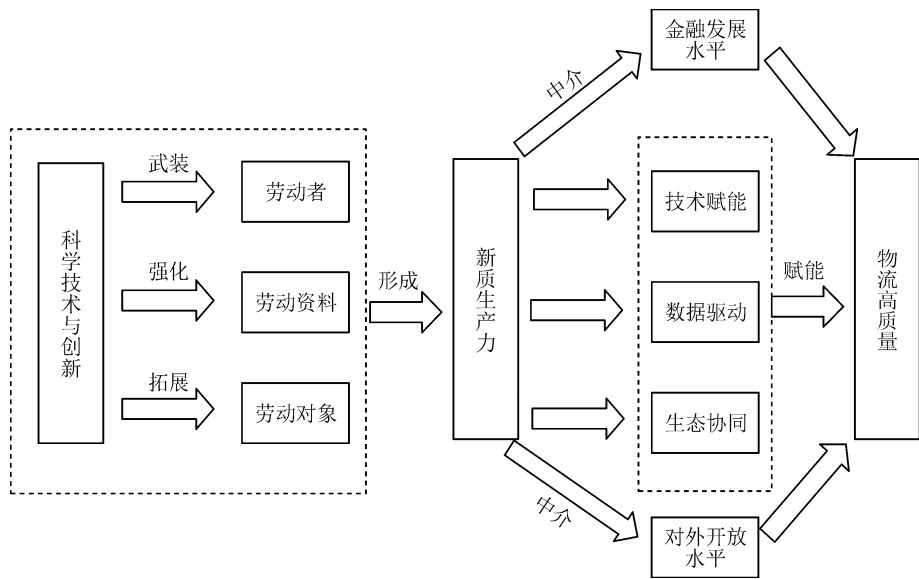 科学技术与创新
武装
劳动者
强化
劳动资料
拓展
劳动对象
形成
新质生产力
中介
金融发展
水平
技术赋能
数据驱动
生态协同
中介
对外开放
水平
赋能
物流高质量